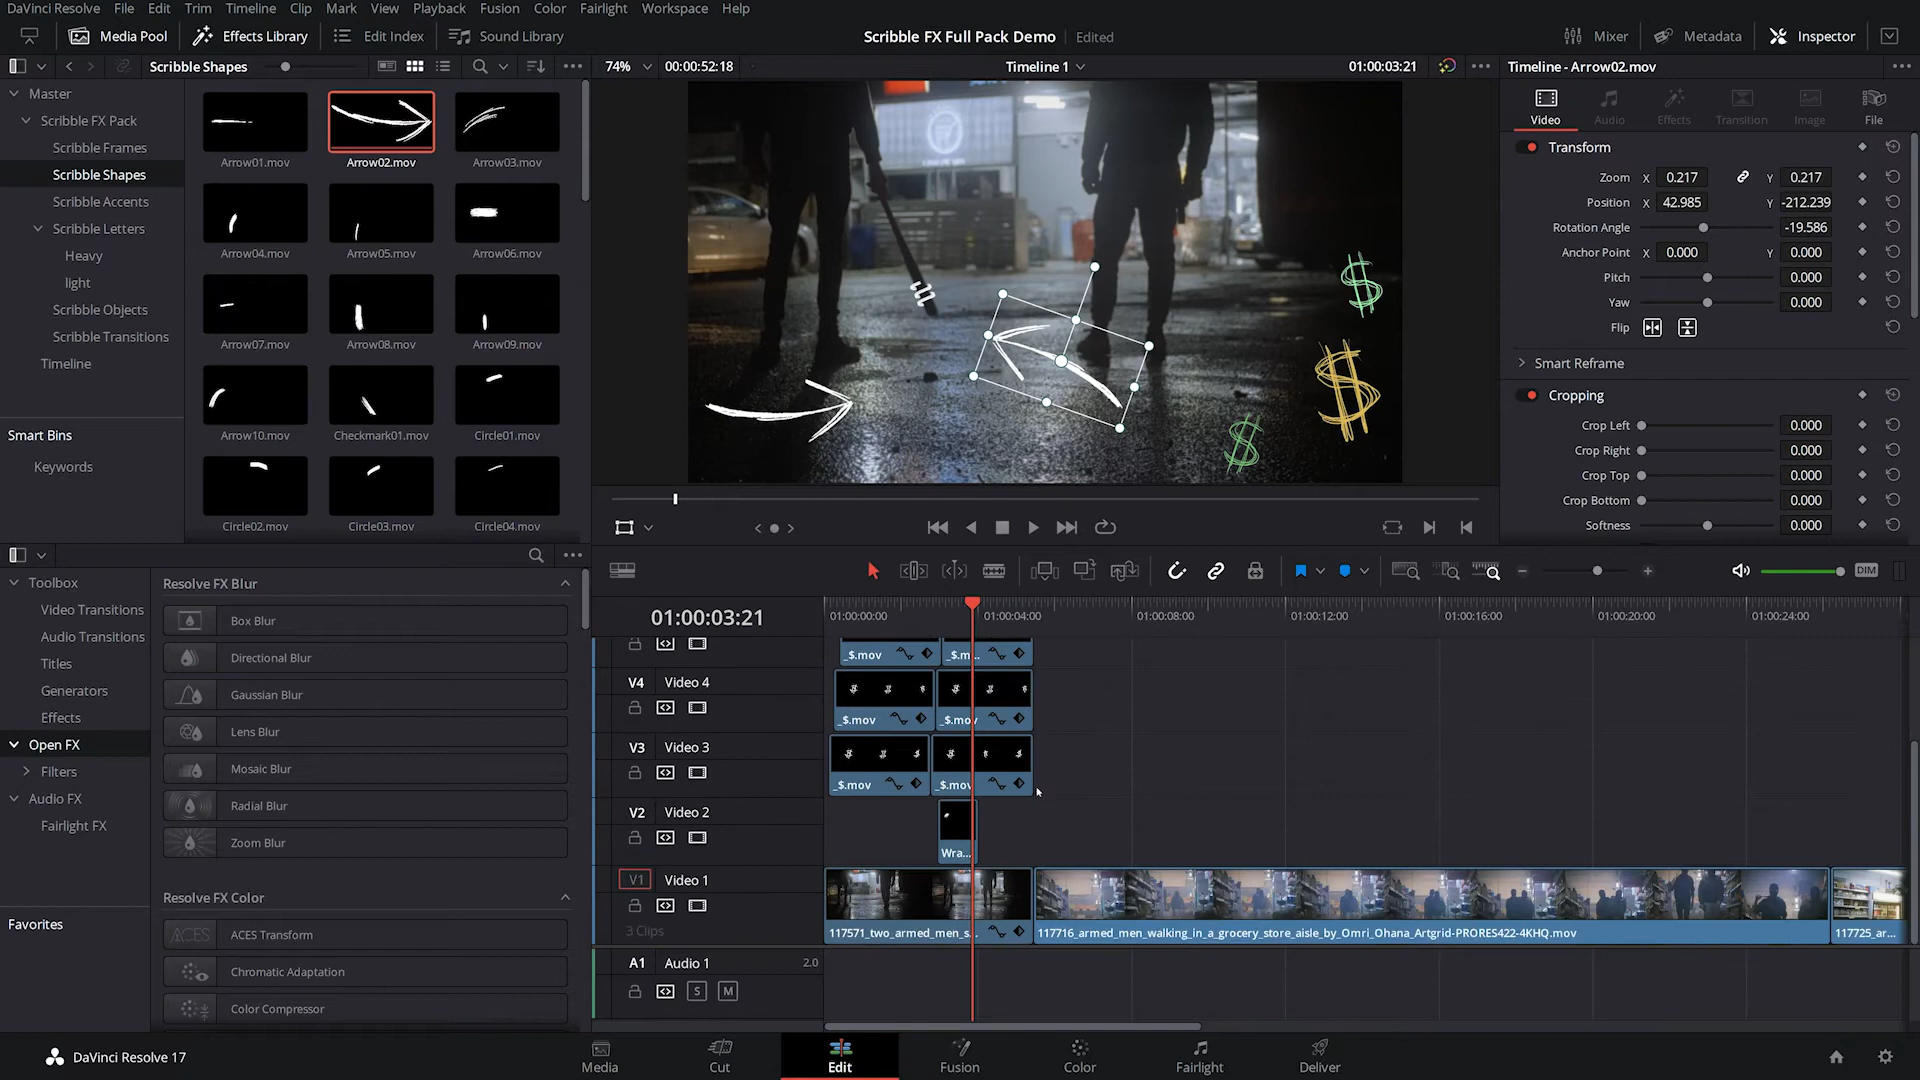 DaVinci Resolve File Edit Trim Timeline Clip Mark View Playback Fusion Color Fairlight Workspace Help
Media Pool Effects Library Edit Index Sound Library Scribble FX Full Pack Demo Edited Mixer Metadata Inspector
Scribble Shapes 74% 00:00:52:18 Timeline 1 01:00:03:21 Timeline - Arrow02.mov
Master
Scribble FX Pack
Scribble Frames
Scribble Shapes
Scribble Accents
Scribble Letters
Heavy
light
Scribble Objects
Scribble Transitions
Timeline
Smart Bins
Keywords
Arrow01.mov Arrow02.mov Arrow03.mov
Arrow04.mov Arrow05.mov Arrow06.mov
Arrow07.mov Arrow08.mov Arrow09.mov
Arrow10.mov Checkmark01.mov Circle01.mov
Circle02.mov Circle03.mov Circle04.mov
$
$
$
Video Audio Effects Transition Image File
Transform
Zoom X 0.217 Y 0.217
Position X 42.985 Y -212.239
Rotation Angle -19.586
Anchor Point X 0.000 Y 0.000
Pitch 0.000
Yaw 0.000
Flip
Smart Reframe
Cropping
Crop Left 0.000
Crop Right 0.000
Crop Top 0.000
Crop Bottom 0.000
Softness 0.000
Toolbox
Video Transitions
Audio Transitions
Titles
Generators
Effects
Open FX
Filters
Audio FX
Fairlight FX
Favorites
Resolve FX Blur
Box Blur
Directional Blur
Gaussian Blur
Lens Blur
Mosaic Blur
Radial Blur
Zoom Blur
Resolve FX Color
ACES ACES Transform
Chromatic Adaptation
Color Compressor
DIM
01:00:03:21 01:00:00:00 01:00:04:00 01:00:08:00 01:00:12:00 01:00:16:00 01:00:20:00 01:00:24:00
_$.mov _$.m...
V4 Video 4
_$.mov _$.mov
V3 Video 3
_$.mov _$.mov
V2 Video 2
Wra...
V1 Video 1
3 Clips
117571_two_armed_men_s... 117716_armed_men_walking_in_a_grocery_store_aisle_by_Omri_Ohana_Artgrid-PRORES422-4KHQ.mov 117725_ar...
A1 Audio 1 2.0
S M
DaVinci Resolve 17 Media Cut Edit Fusion Color Fairlight Deliver